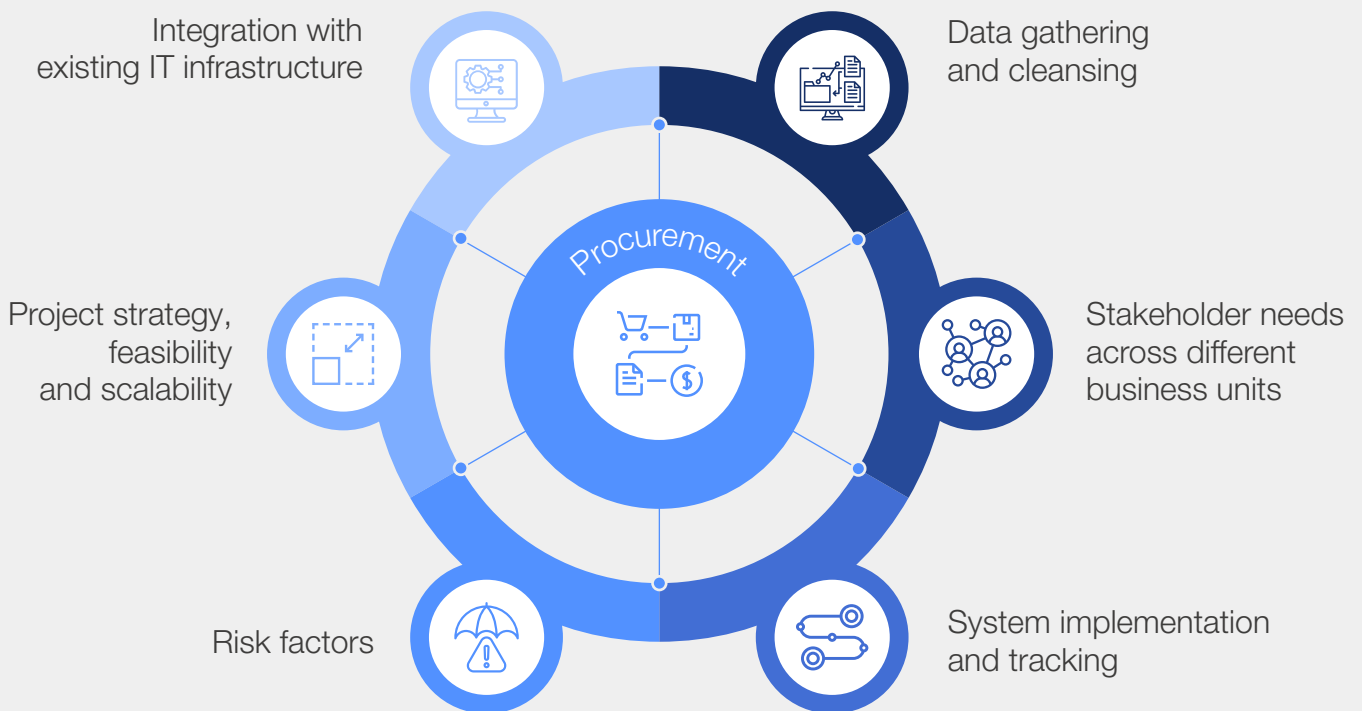 Integration with
existing IT infrastructure
Data gathering
and cleansing
Procurement
Project strategy,
feasibility
and scalability
Stakeholder needs
across different
business units
Risk factors
System implementation
and tracking